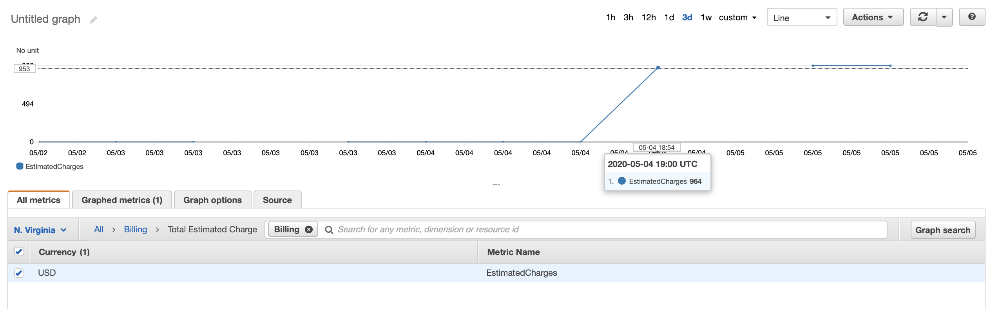 Untitled graph
1h 3h 12h 1d 3d 1w custom
Line
Actions
No unit
953
494
0
05/02 05/02 05/03 05/03 05/03 05/03 05/03 05/03 05/03 05/03 05/04 05/04 05/04 05/04 05/04 05/04 05/04 05/05 05/05 05/05 05/05 05/05 05/05 05/05
05-04 18:54
EstimatedCharges
2020-05-04 19:00 UTC
1. EstimatedCharges 964
All metrics
Graphed metrics (1)
Graph options
Source
N. Virginia
All > Billing > Total Estimated Charge
Billing
Search for any metric, dimension or resource id
Graph search
Currency (1)
Metric Name
USD
EstimatedCharges